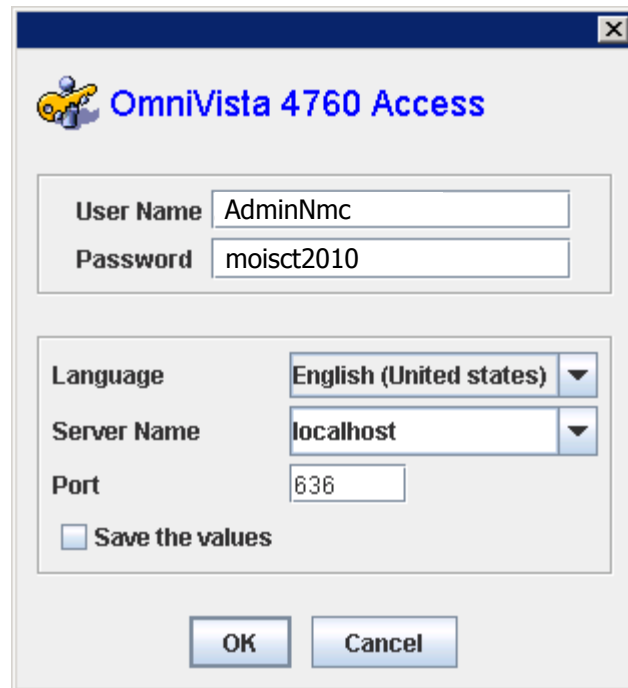 OmniVista 4760 Access
User Name AdminNmc
Password moisct2010
Language English (United states)
Server Name localhost
Port 636
Save the values
OK Cancel